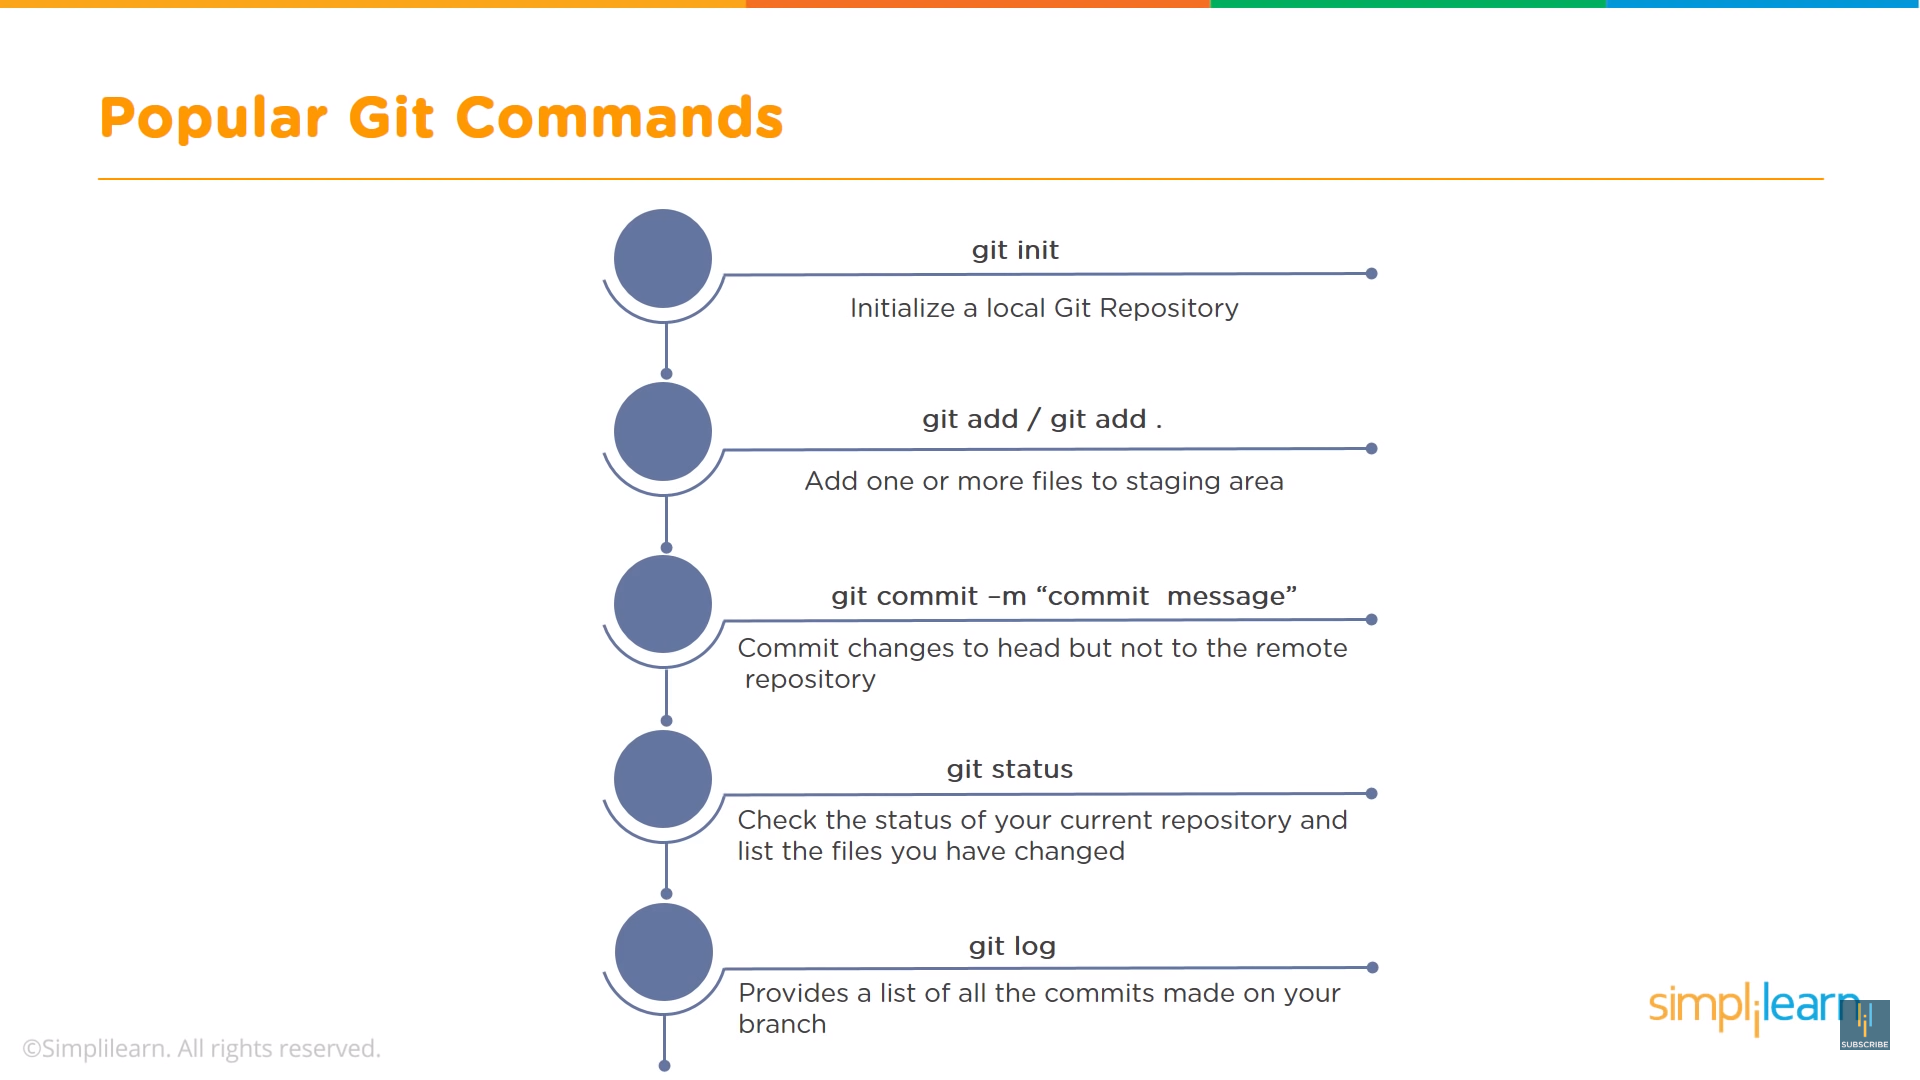 Popular Git Commands
git init
Initialize a local Git Repository
git add / git add .
Add one or more files to staging area
git commit –m “commit  message”
Commit changes to head but not to the remote
repository
git status
Check the status of your current repository and
list the files you have changed
git log
Provides a list of all the commits made on your
branch
simplilearn
SUBSCRIBE
©Simplilearn. All rights reserved.